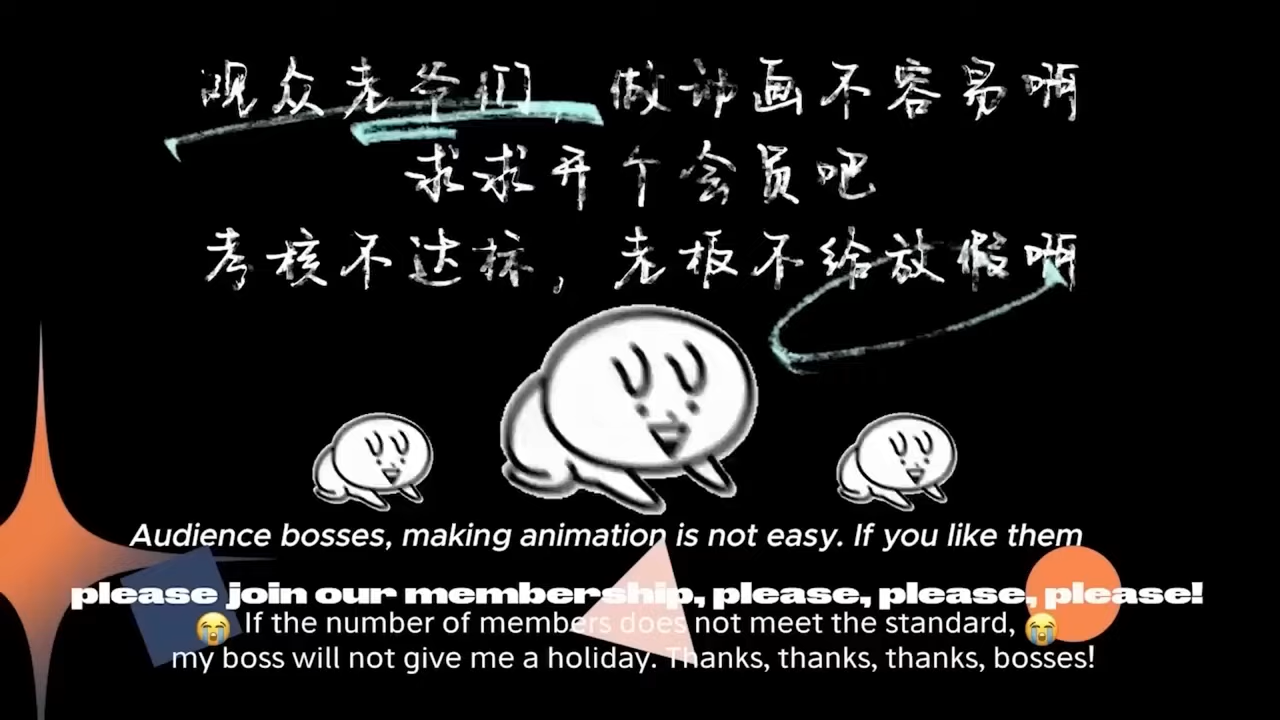 观众老爷们，做动画不容易啊
求求开个会员吧
考核不达标，老板不给放假啊
Audience bosses, making animation is not easy. If you like them
please join our membership, please, please, please!
😭 If the number of members does not meet the standard, 😭
my boss will not give me a holiday. Thanks, thanks, thanks, bosses!